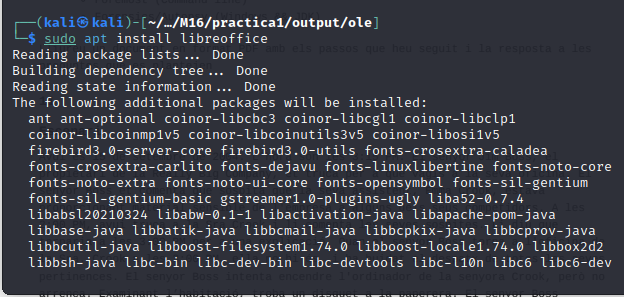 (kali㉿kali)-[~/…/M16/practica1/output/ole]
$ sudo apt install libreoffice
Reading package lists... Done
Building dependency tree... Done
Reading state information... Done
The following additional packages will be installed:
ant ant-optional coinor-libcbc3 coinor-libcgl1 coinor-libclp1
coinor-libcoinmp1v5 coinor-libcoinutils3v5 coinor-libosi1v5
firebird3.0-server-core firebird3.0-utils fonts-crosextra-caladea
fonts-crosextra-carlito fonts-dejavu fonts-linuxlibertine fonts-noto-core
fonts-noto-extra fonts-noto-ui-core fonts-opensymbol fonts-sil-gentium
fonts-sil-gentium-basic gstreamer1.0-plugins-ugly liba52-0.7.4
libabsl20210324 libabw-0.1-1 libactivation-java libapache-pom-java
libbase-java libbatik-java libbcmail-java libbcpkix-java libbcprov-java
libbcutil-java libboost-filesystem1.74.0 libboost-locale1.74.0 libbox2d2
libbsh-java libc-bin libc-dev-bin libc-devtools libc-l10n libc6 libc6-dev